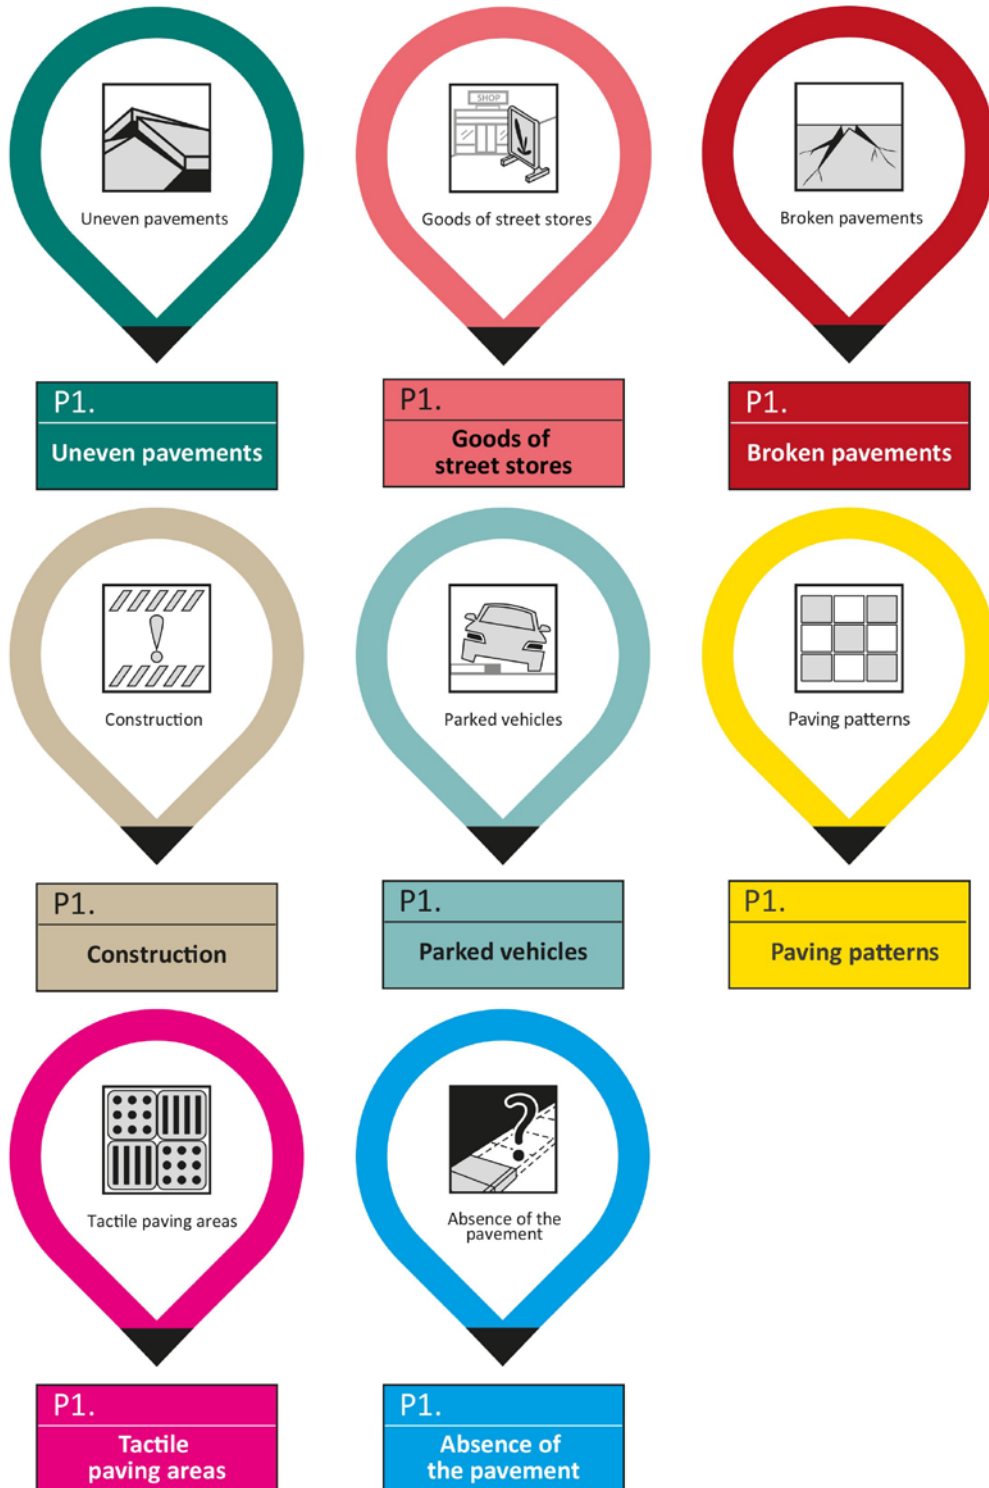 Uneven pavements
SHOP
Goods of street stores
Broken pavements
P1.
Uneven pavements
P1.
Goods of
street stores
P1.
Broken pavements
Construction
Parked vehicles
Paving patterns
P1.
Construction
P1.
Parked vehicles
P1.
Paving patterns
Tactile paving areas
Absence of the
pavement
P1.
Tactile
paving areas
P1.
Absence of
the pavement